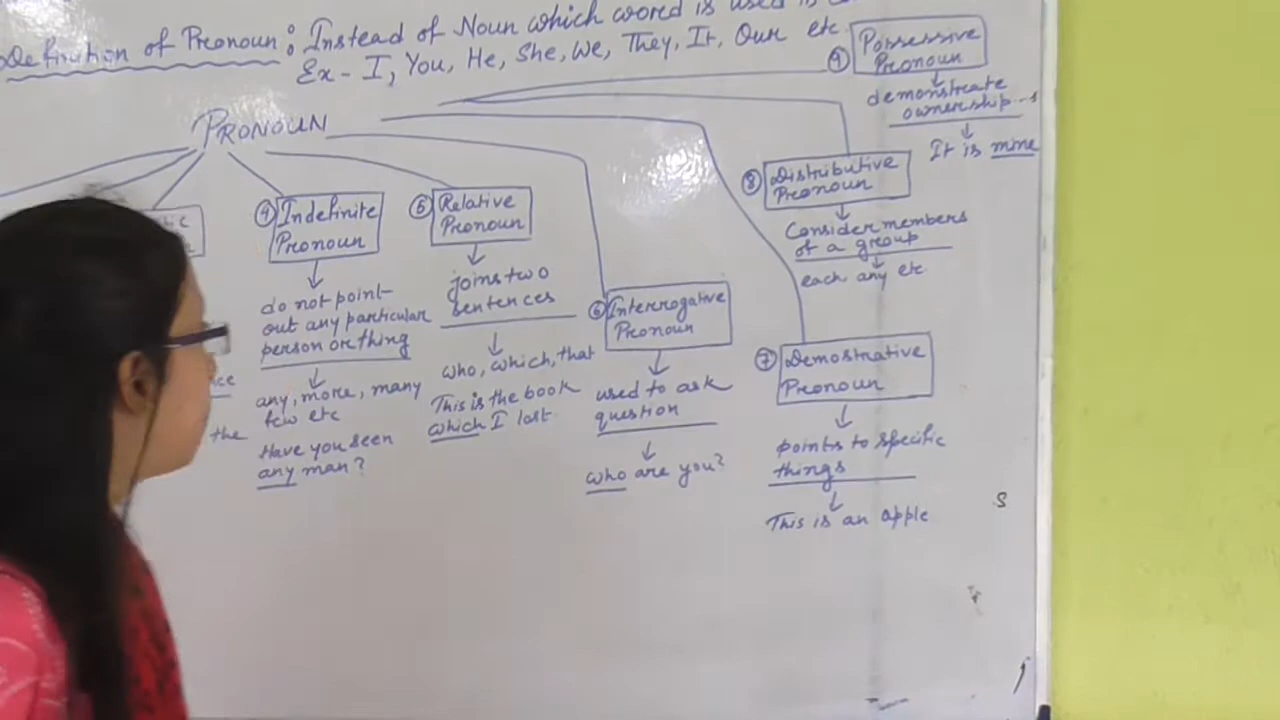 Definition of Pronoun : Instead of Noun which word is used is
Ex - I, You, He, She, We, They, It, Our etc
PRONOUN
④ Indefinite
Pronoun
do not point
out any particular
person or thing
any, more, many
few etc
Have you seen
any man?
⑤ Relative
Pronoun
joins two
sentences
who, which, that
This is the book
which I lost
⑥ Interrogative
Pronoun
used to ask
question
who are you?
⑦ Demostrative
Pronoun
points to specific
things
This is an apple
⑧ Distributive
Pronoun
Consider members
of a group
each any etc
⑨ Possessive
Pronoun
demonstrate
ownership
It is mine
the
S